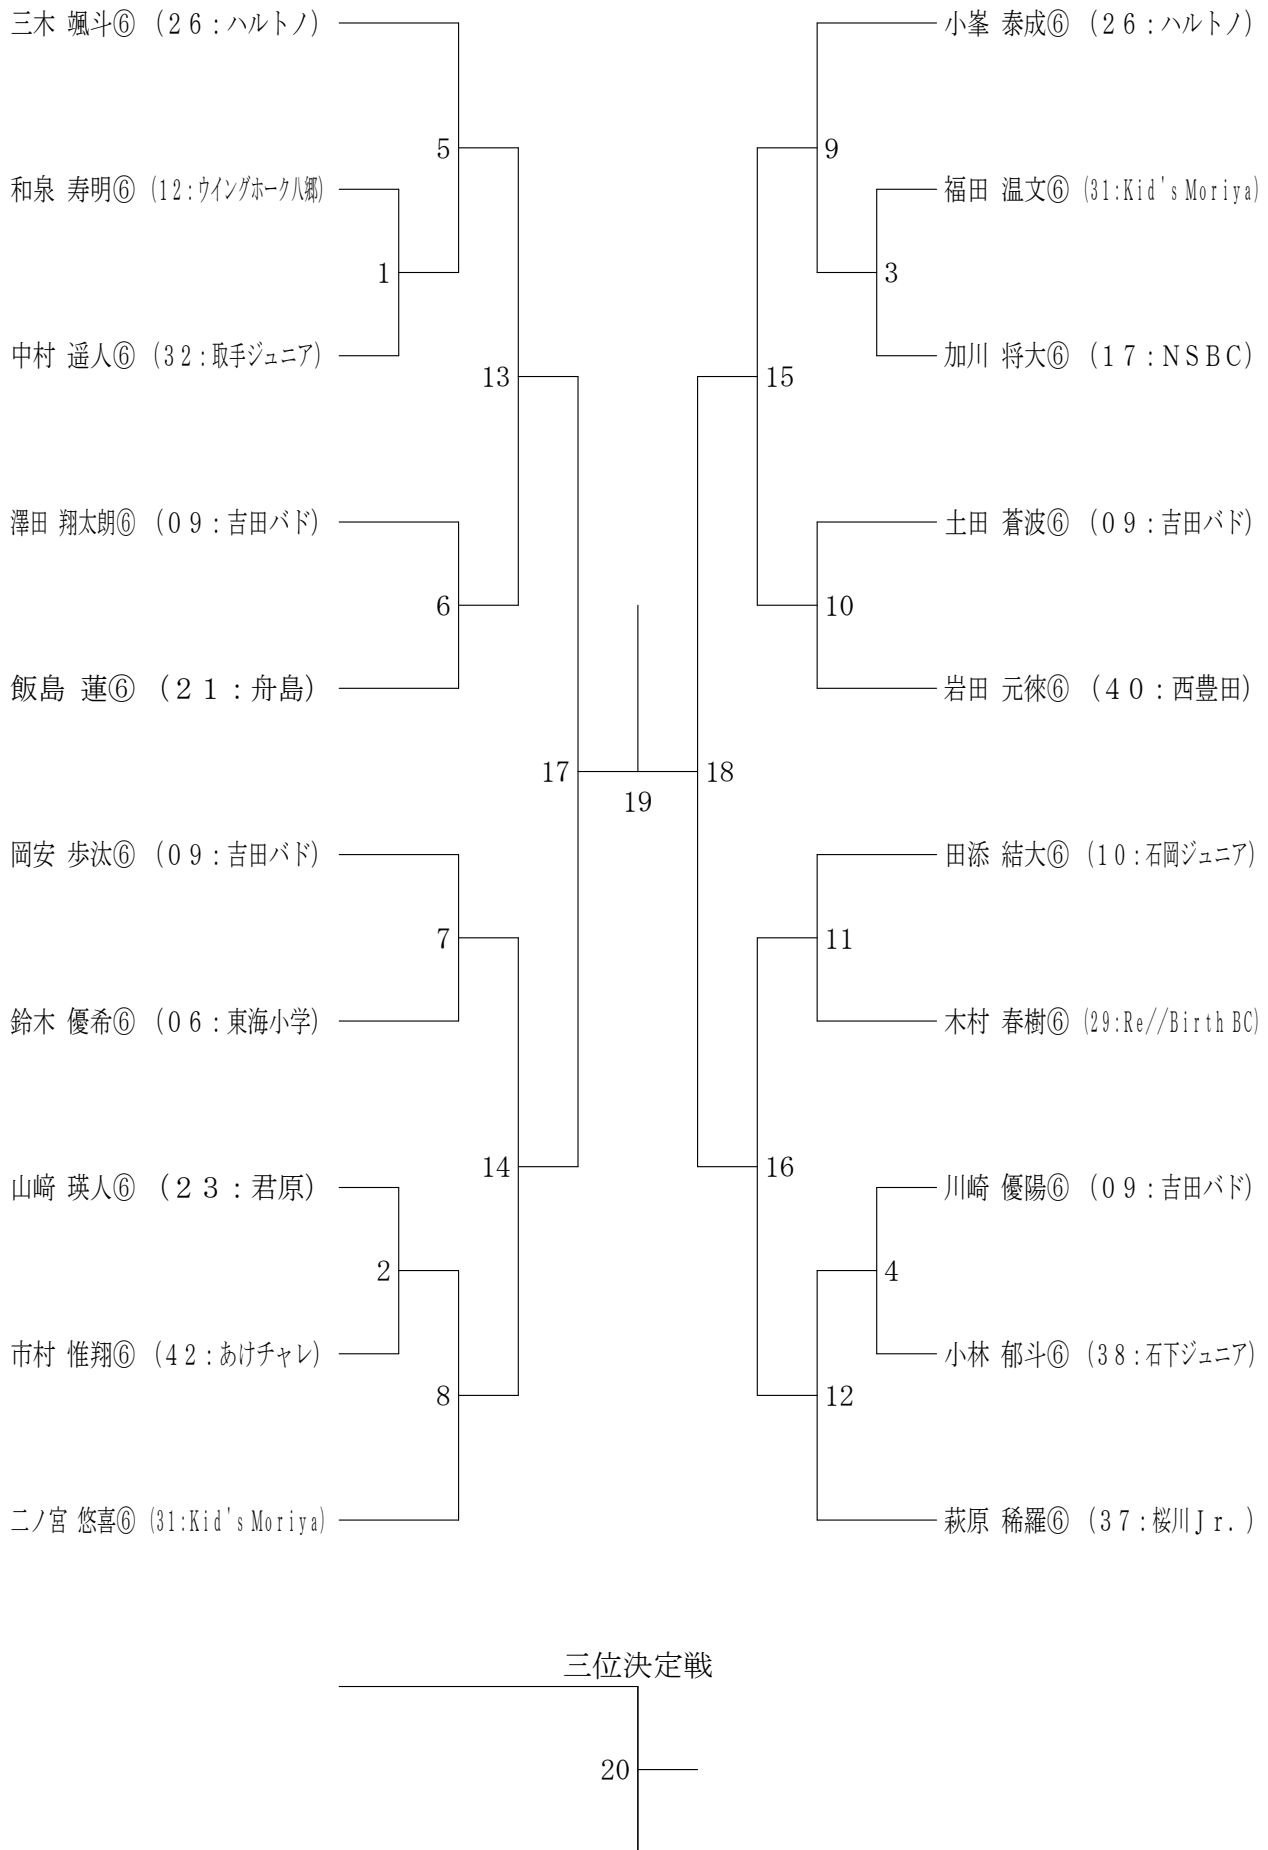 三木 颯斗⑥ (26:ハルトノ)
5
和泉 寿明⑥ (12:ウイングホーク八郷)
1
中村 遥人⑥ (32:取手ジュニア)
13
澤田 翔太朗⑥ (09:吉田バド)
6
飯島 蓮⑥ (21:舟島)
17
岡安 歩汰⑥ (09:吉田バド)
7
鈴木 優希⑥ (06:東海小学)
14
山﨑 瑛人⑥ (23:君原)
2
市村 惟翔⑥ (42:あけチャレ)
8
二ノ宮 悠喜⑥ (31:Kid's Moriya)
19
小峯 泰成⑥ (26:ハルトノ)
9
福田 温文⑥ (31:Kid's Moriya)
3
加川 将大⑥ (17:NSBC)
15
土田 蒼波⑥ (09:吉田バド)
10
岩田 元徠⑥ (40:西豊田)
18
田添 結大⑥ (10:石岡ジュニア)
11
木村 春樹⑥ (29:Re//Birth BC)
16
川崎 優陽⑥ (09:吉田バド)
4
小林 郁斗⑥ (38:石下ジュニア)
12
萩原 稀羅⑥ (37:桜川Jr.)
三位決定戦
20